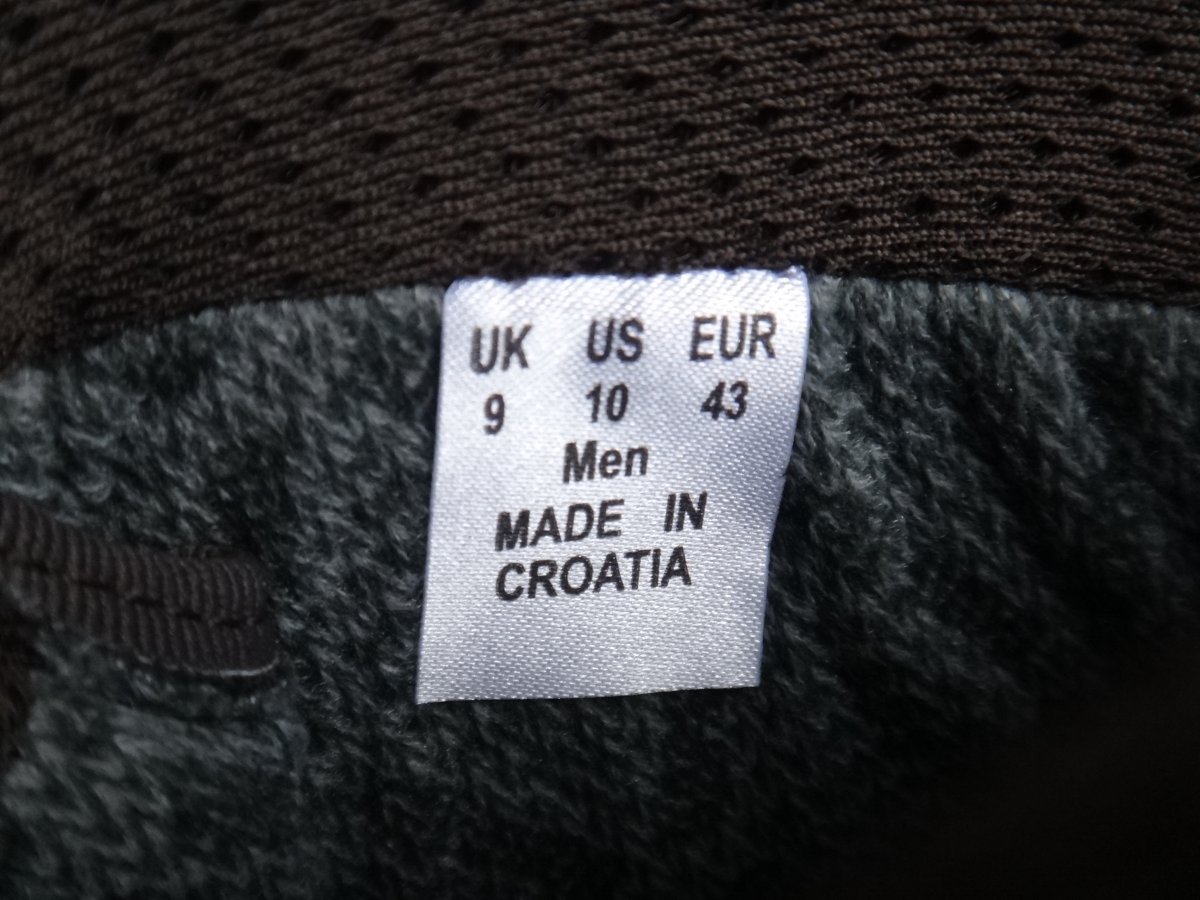 UK US EUR
9 10 43
Men
MADE IN
CROATIA